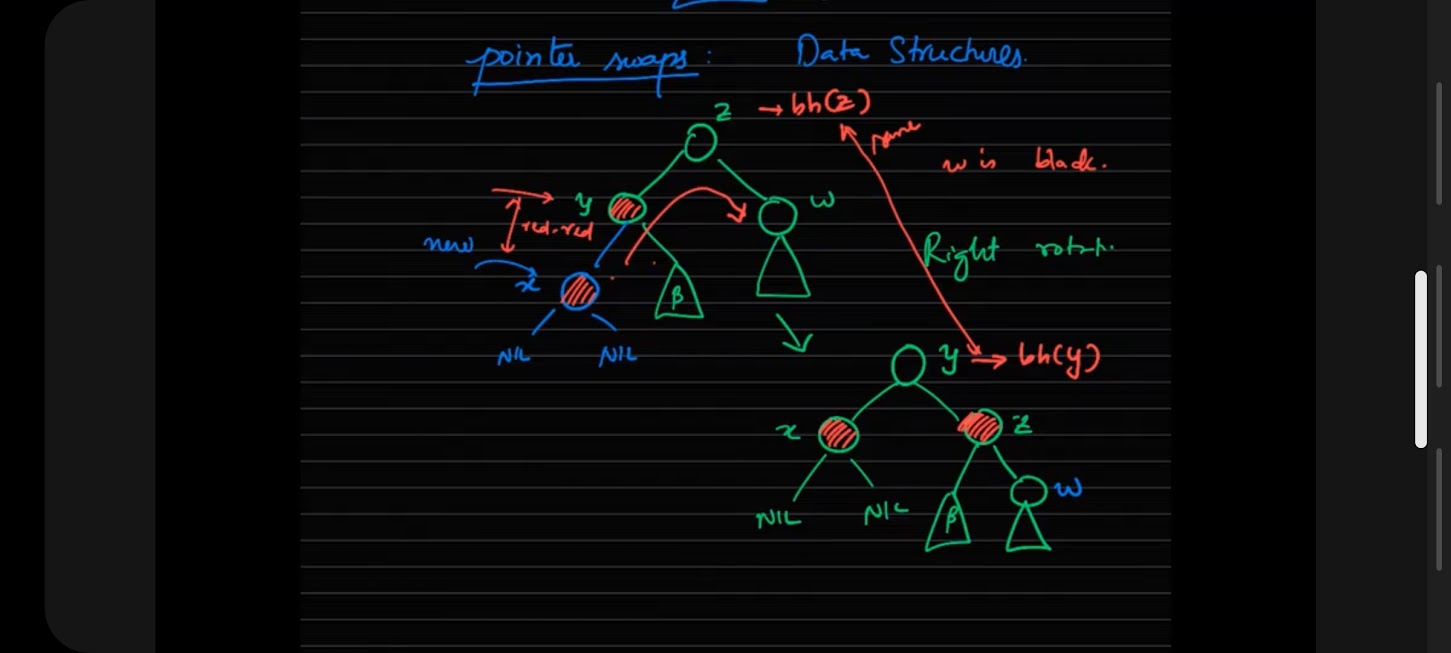 pointer swaps : Data Structures.
z → bh(z)
same
w is black.
y
w
red-red
new
Right rotat.
x
β
NIL NIL
y → bh(y)
x
z
w
NIL NIL β